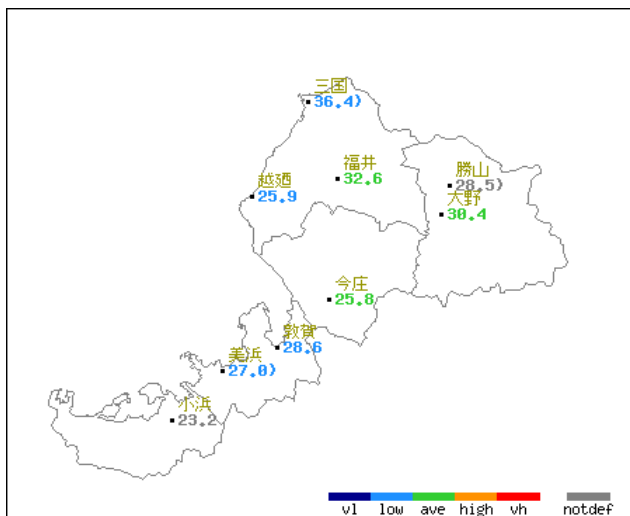 三国
36.4)
福井
32.6
勝山
28.5)
越廼
25.9
大野
30.4
今庄
25.8
敦賀
28.6
美浜
27.0)
小浜
23.2
vl low ave high vh notdef